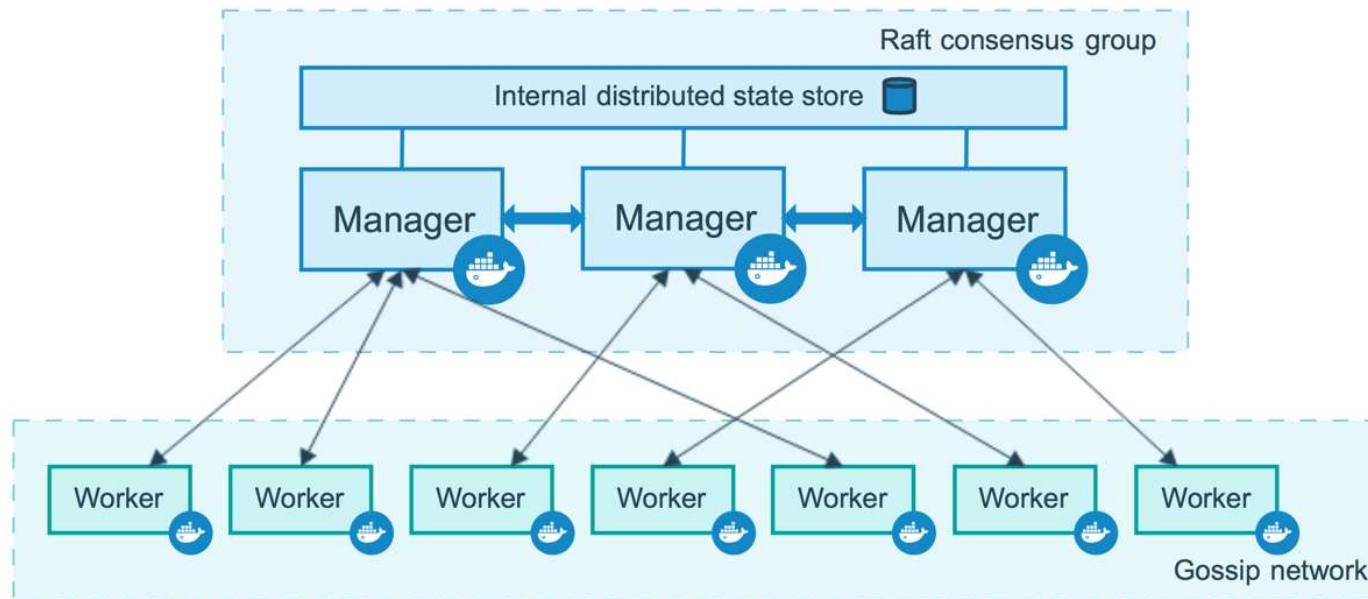 Raft consensus group
Internal distributed state store
Manager
Manager
Manager
Worker
Worker
Worker
Worker
Worker
Worker
Worker
Gossip network